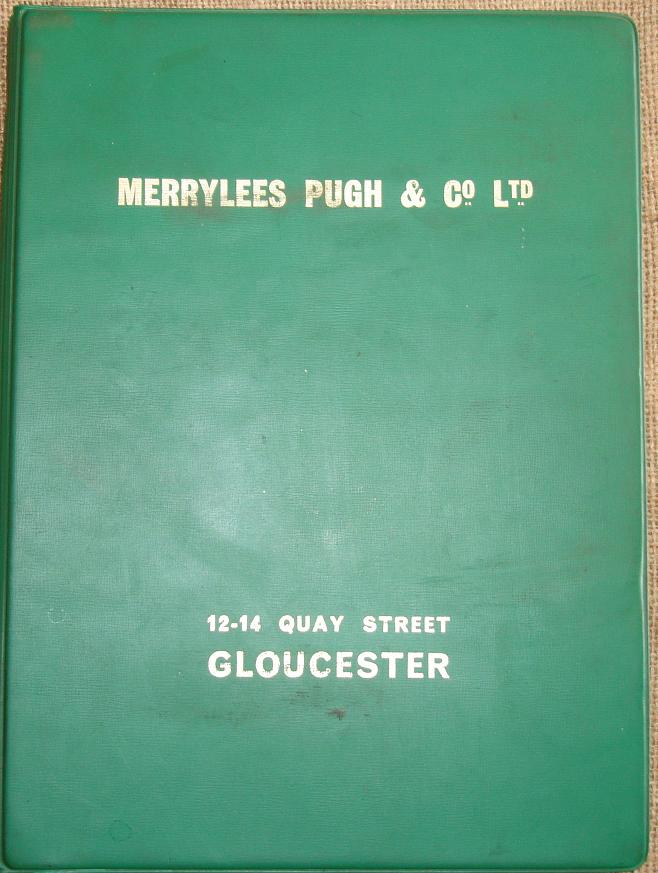 MERRYLEES PUGH & Cº LTD
12-14 QUAY STREET
GLOUCESTER